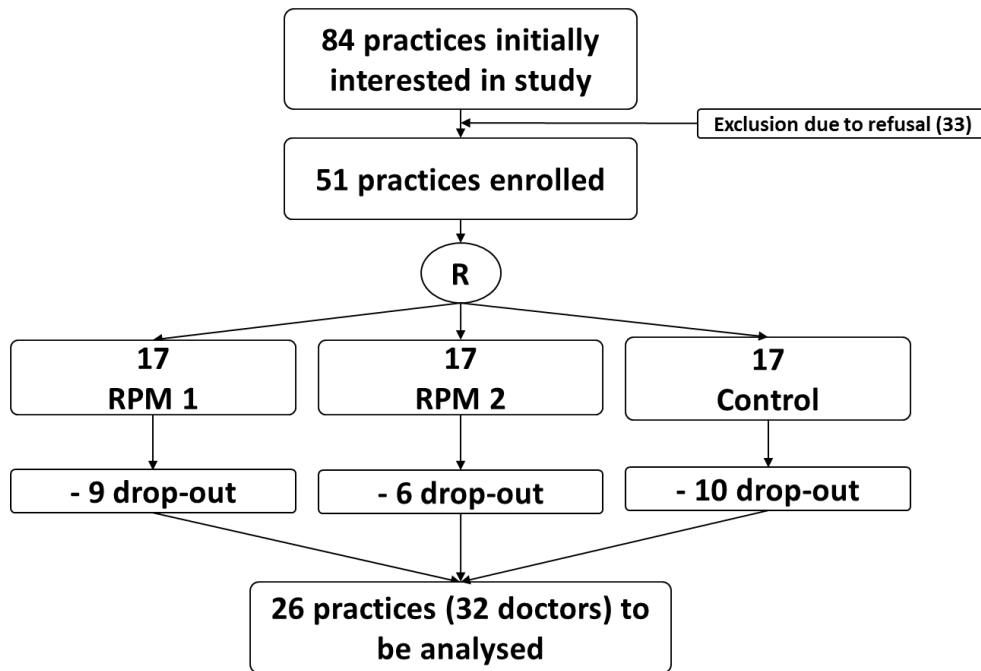 84 practices initially
interested in study
Exclusion due to refusal (33)
51 practices enrolled
R
17
RPM 1
17
RPM 2
17
Control
- 9 drop-out
- 6 drop-out
- 10 drop-out
26 practices (32 doctors) to
be analysed